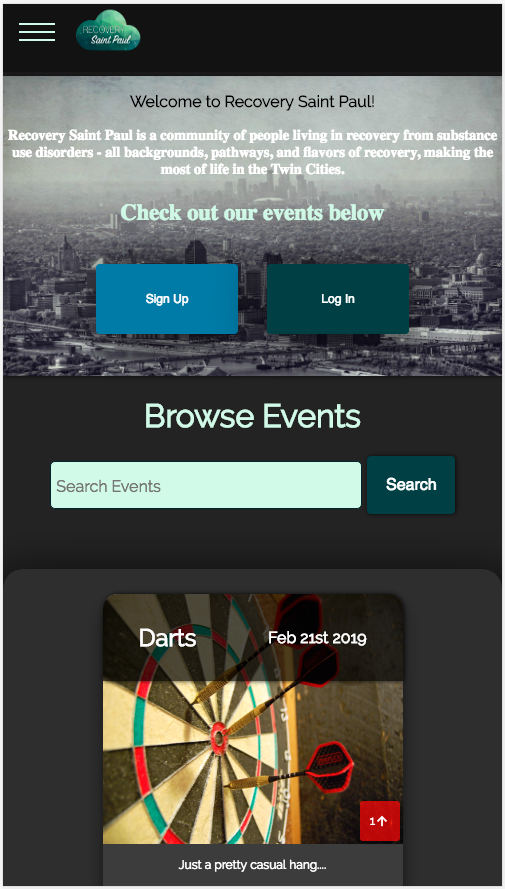 RECOVERY
Saint Paul
Welcome to Recovery Saint Paul!
Recovery Saint Paul is a community of people living in recovery from substance
use disorders - all backgrounds, pathways, and flavors of recovery, making the
most of life in the Twin Cities.
Check out our events below
Sign Up
Log In
Browse Events
Search Events
Search
Darts
Feb 21st 2019
1
Just a pretty casual hang....